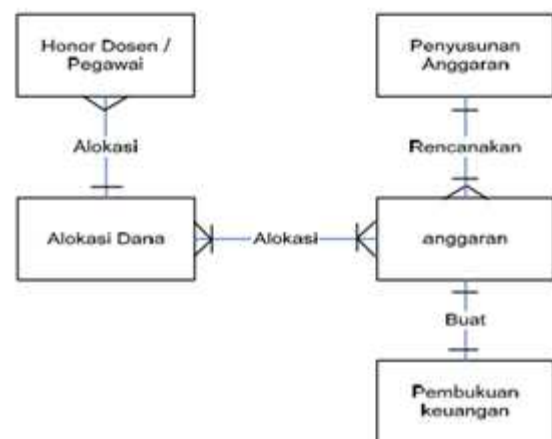 Honor Dosen /
Pegawai
Penyusunan
Anggaran
Alokasi
Rencanakan
Alokasi Dana
Alokasi
anggaran
Buat
Pembukuan
keuangan